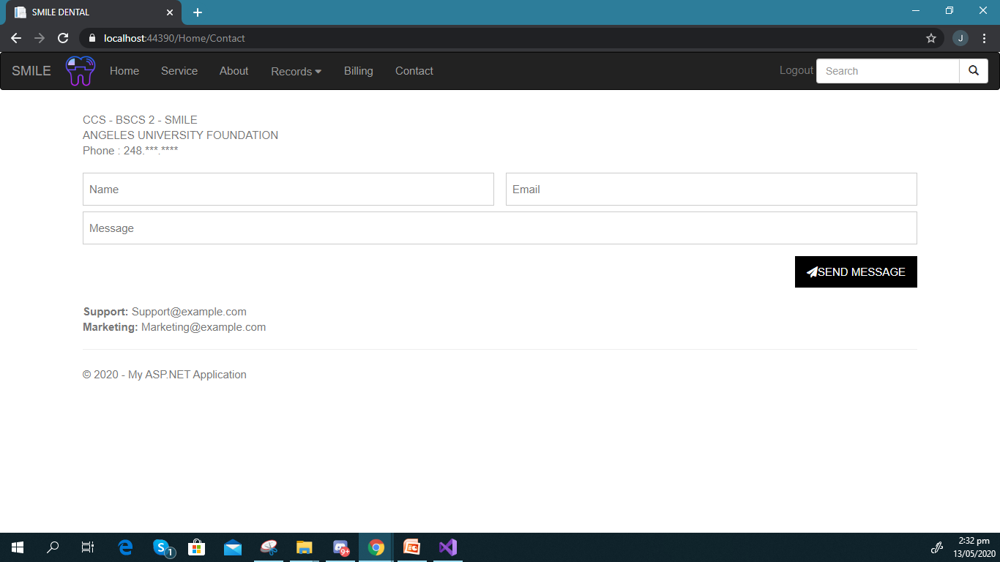 SMILE DENTAL
localhost:44390/Home/Contact
J
SMILE Home Service About Records Billing Contact Logout Search
CCS - BSCS 2 - SMILE
ANGELES UNIVERSITY FOUNDATION
Phone : 248.***.****
Name Email
Message
SEND MESSAGE
Support: Support@example.com
Marketing: Marketing@example.com
© 2020 - My ASP.NET Application
1 9+ 2:32 pm
13/05/2020